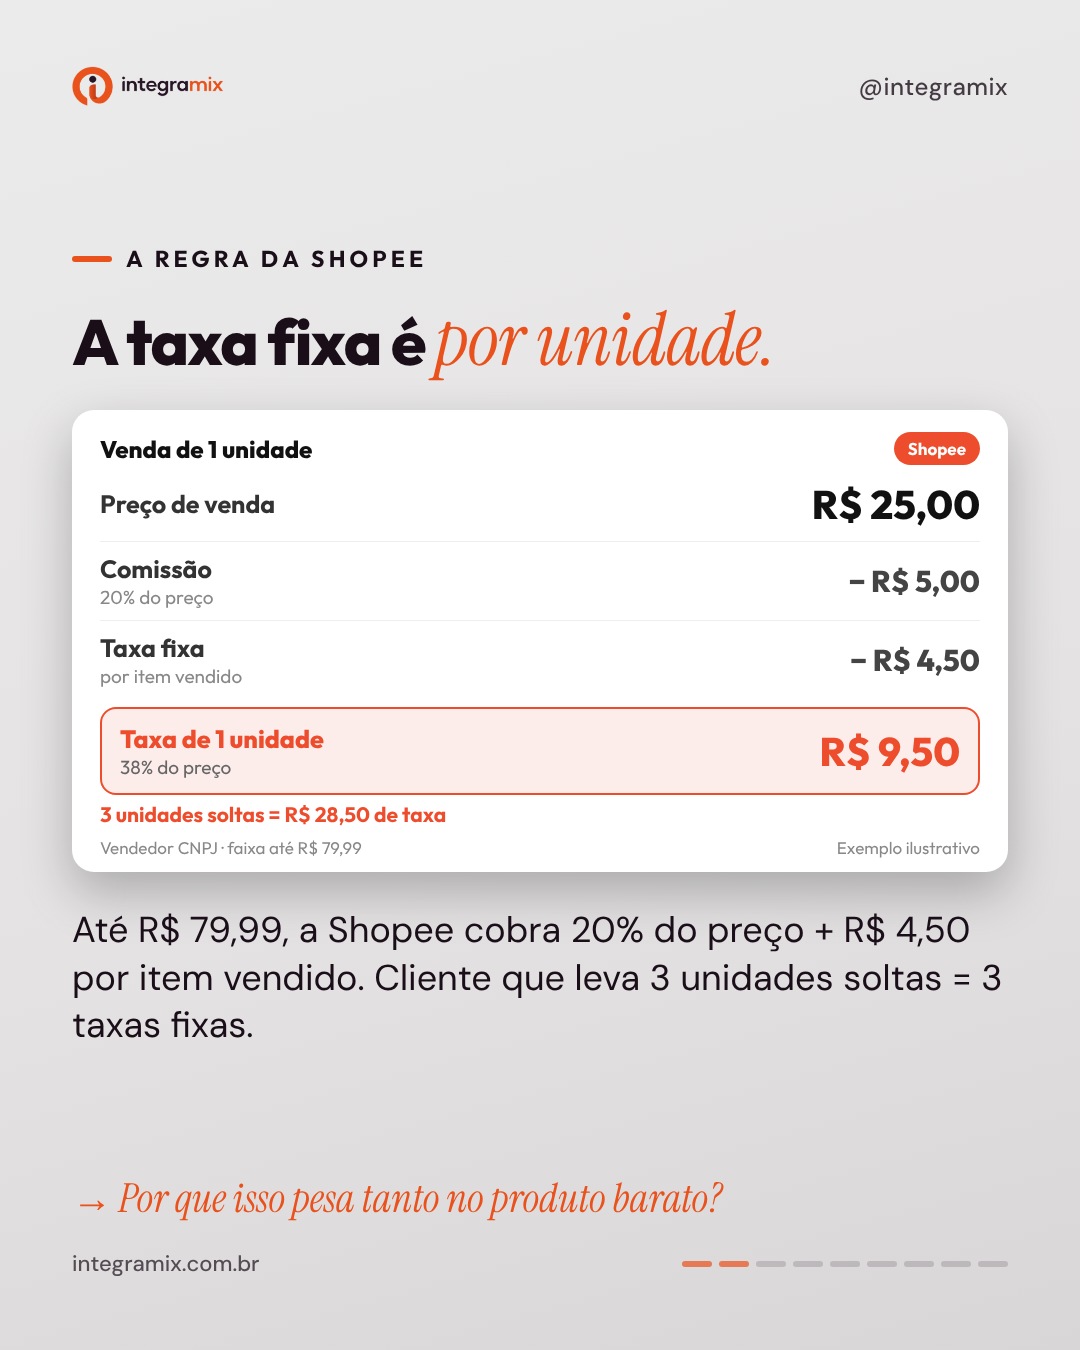 integramix
@integramix
A REGRA DA SHOPEE
A taxa fixa é por unidade.
Venda de 1 unidade
Shopee
Preço de venda
R$ 25,00
Comissão
20% do preço
– R$ 5,00
Taxa fixa
por item vendido
– R$ 4,50
Taxa de 1 unidade
38% do preço
R$ 9,50
3 unidades soltas = R$ 28,50 de taxa
Vendedor CNPJ · faixa até R$ 79,99
Exemplo ilustrativo
Até R$ 79,99, a Shopee cobra 20% do preço + R$ 4,50
por item vendido. Cliente que leva 3 unidades soltas = 3
taxas fixas.
→ Por que isso pesa tanto no produto barato?
integramix.com.br